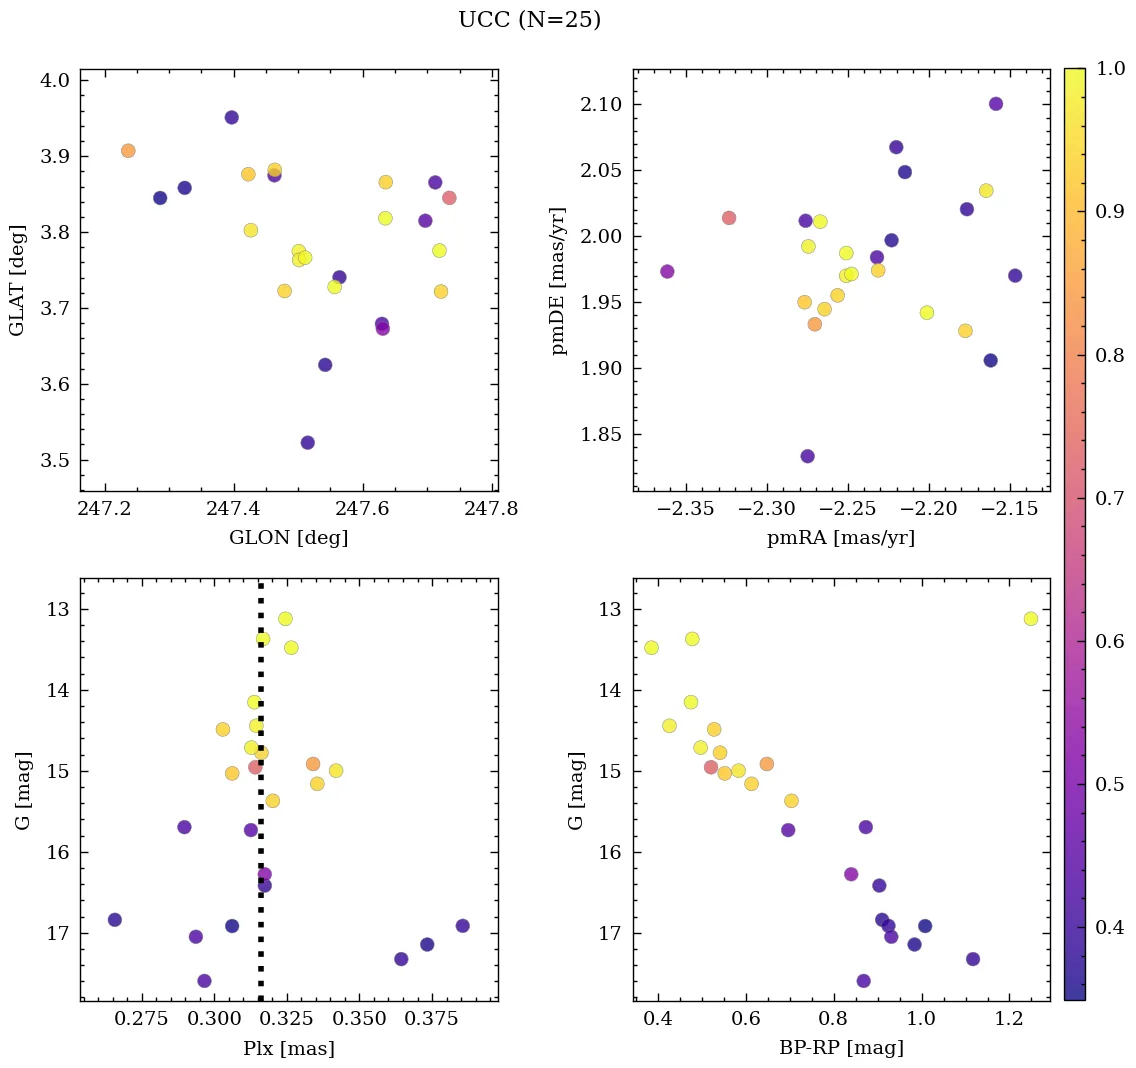 UCC (N=25)
4.0
3.9
3.8
3.7
3.6
3.5
GLAT [deg]
247.2 247.4 247.6 247.8
GLON [deg]
2.10
2.05
2.00
1.95
1.90
1.85
pmDE [mas/yr]
−2.35 −2.30 −2.25 −2.20 −2.15
pmRA [mas/yr]
13
14
15
16
17
G [mag]
0.275 0.300 0.325 0.350 0.375
Plx [mas]
13
14
15
16
17
G [mag]
0.4 0.6 0.8 1.0 1.2
BP-RP [mag]
1.0
0.9
0.8
0.7
0.6
0.5
0.4